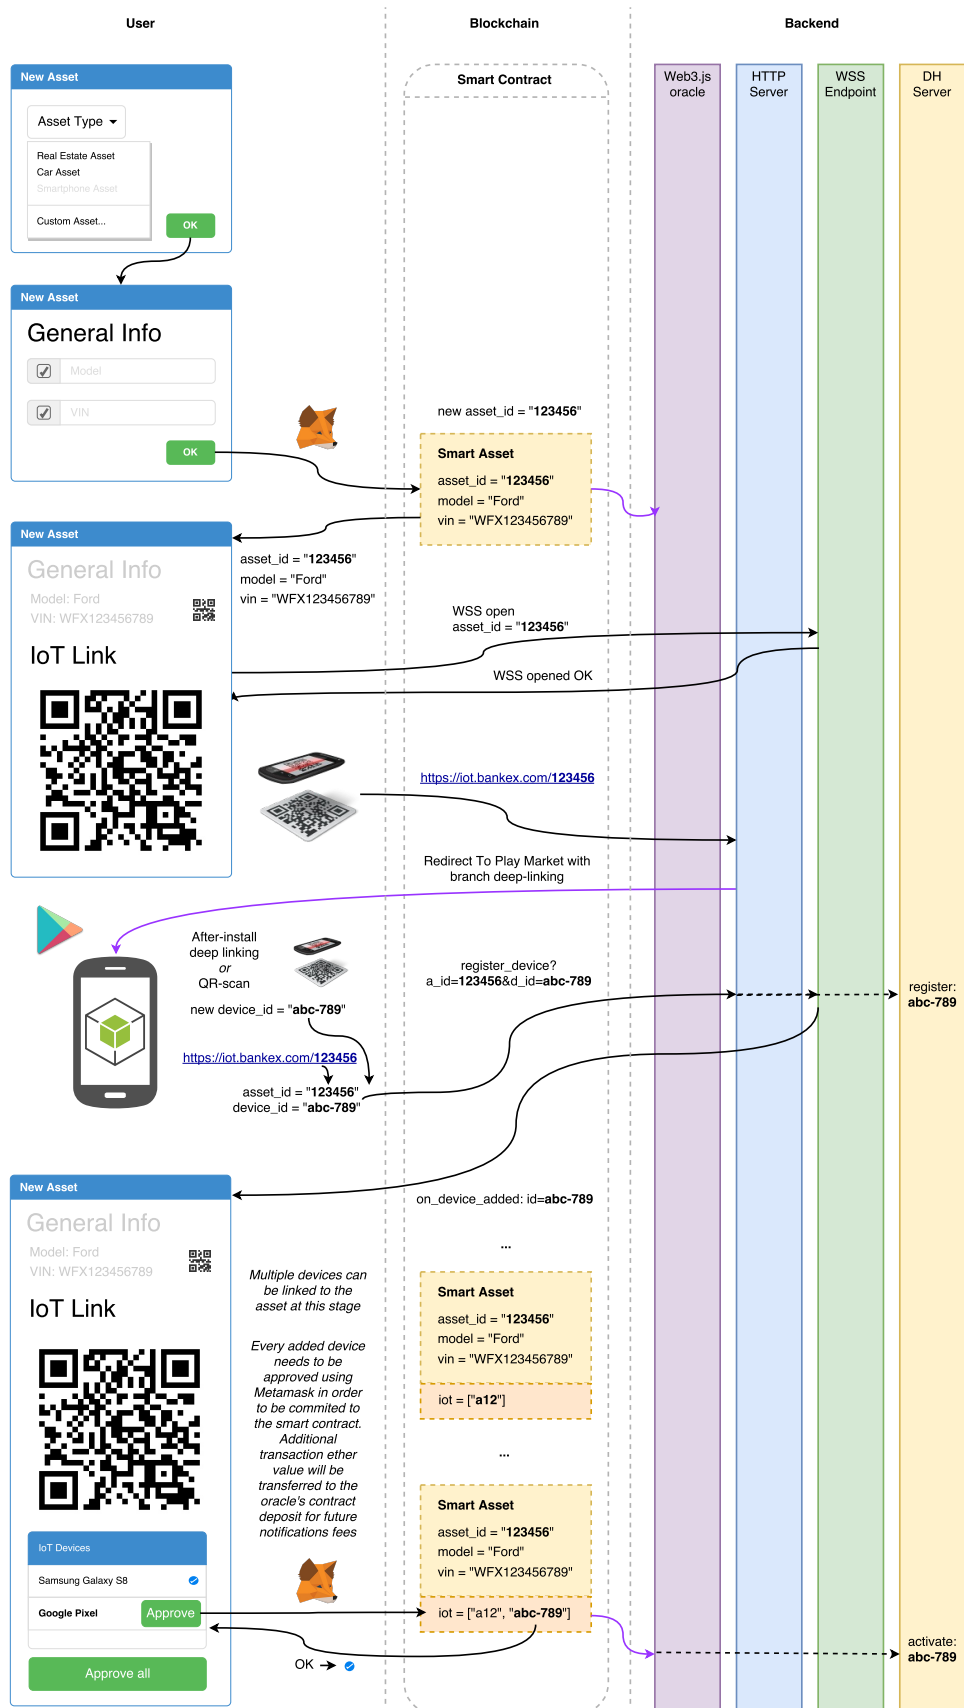 User
Blockchain
Backend
New Asset
Asset Type
Real Estate Asset
Car Asset
Smartphone Asset
Custom Asset...
OK
Smart Contract
Web3.js
oracle
HTTP
Server
WSS
Endpoint
DH
Server
New Asset
General Info
Model
VIN
OK
new asset_id = "123456"
Smart Asset
asset_id = "123456"
model = "Ford"
vin = "WFX123456789"
New Asset
General Info
Model: Ford
VIN: WFX123456789
IoT Link
asset_id = "123456"
model = "Ford"
vin = "WFX123456789"
WSS open
asset_id = "123456"
WSS opened OK
https://iot.bankex.com/123456
Redirect To Play Market with
branch deep-linking
After-install
deep linking
or
QR-scan
new device_id = "abc-789"
https://iot.bankex.com/123456
asset_id = "123456"
device_id = "abc-789"
register_device?
a_id=123456&d_id=abc-789
register:
abc-789
on_device_added: id=abc-789
New Asset
General Info
Model: Ford
VIN: WFX123456789
IoT Link
Multiple devices can
be linked to the
asset at this stage
Every added device
needs to be
approved using
Metamask in order
to be commited to
the smart contract.
Additional
transaction ether
value will be
transferred to the
oracle's contract
deposit for future
notifications fees
...
Smart Asset
asset_id = "123456"
model = "Ford"
vin = "WFX123456789"
iot = ["a12"]
...
Smart Asset
asset_id = "123456"
model = "Ford"
vin = "WFX123456789"
iot = ["a12", "abc-789"]
IoT Devices
Samsung Galaxy S8
Google Pixel
Approve
Approve all
OK
activate:
abc-789